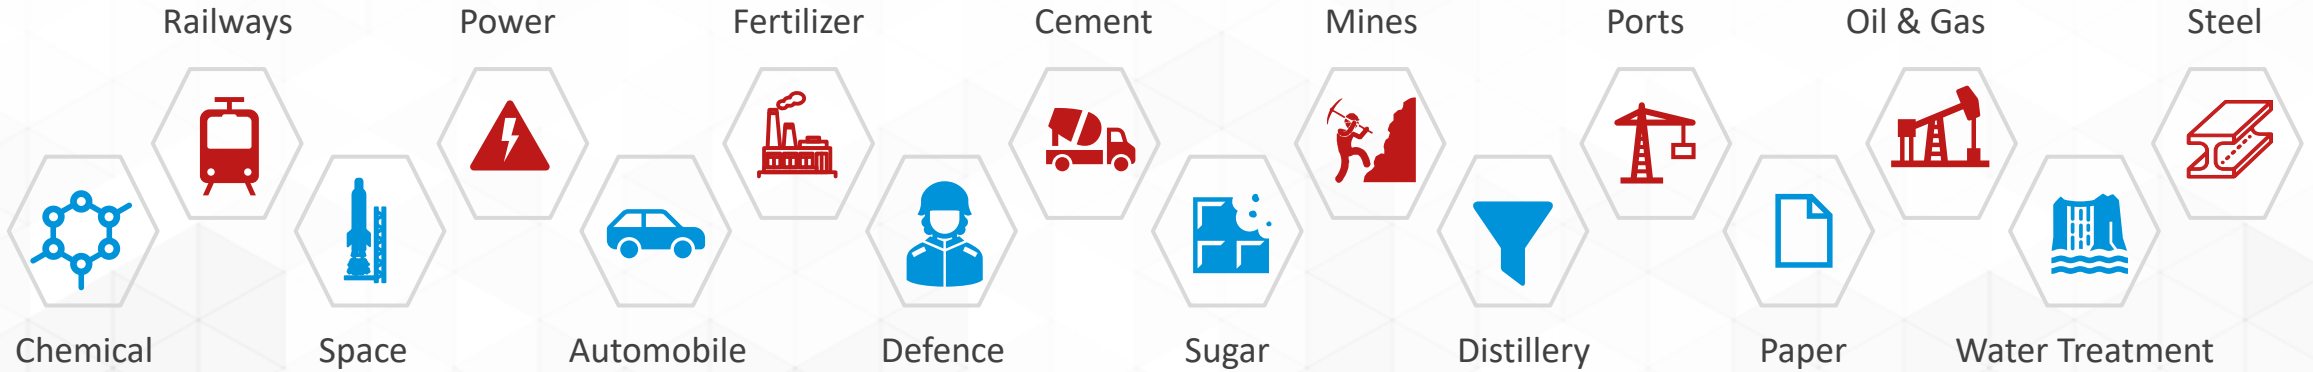 Railways
Power
Fertilizer
Cement
Mines
Ports
Oil & Gas
Steel
Chemical
Space
Automobile
Defence
Sugar
Distillery
Paper
Water Treatment